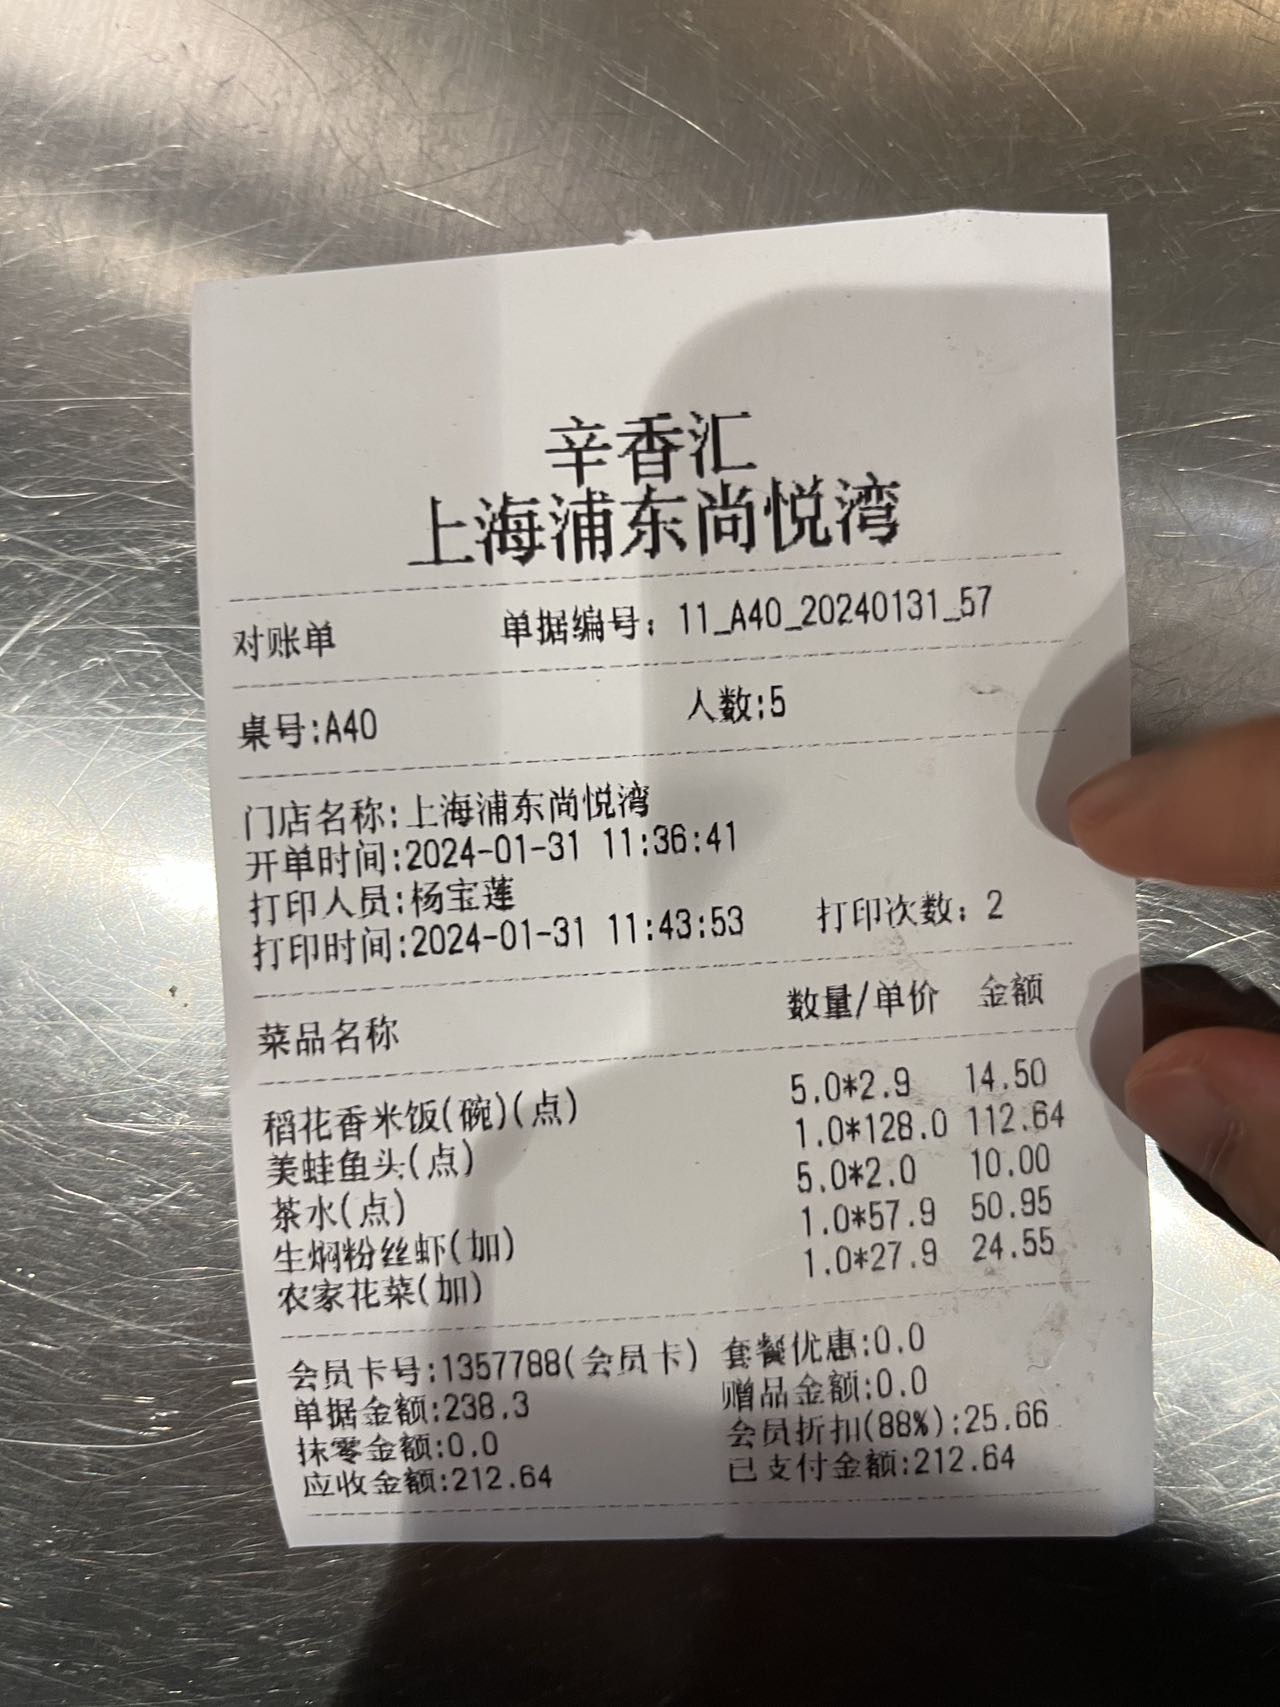 辛香汇
上海浦东尚悦湾
对账单 单据编号：11_A40_20240131_57
桌号:A40 人数:5
门店名称:上海浦东尚悦湾
开单时间:2024-01-31 11:36:41
打印人员:杨宝莲
打印时间:2024-01-31 11:43:53 打印次数：2
菜品名称 数量/单价 金额
稻花香米饭(碗)(点) 5.0*2.9 14.50
美蛙鱼头(点) 1.0*128.0 112.64
茶水(点) 5.0*2.0 10.00
生焖粉丝虾(加) 1.0*57.9 50.95
农家花菜(加) 1.0*27.9 24.55
会员卡号:1357788(会员卡) 套餐优惠:0.0
单据金额:238.3 赠品金额:0.0
抹零金额:0.0 会员折扣(88%):25.66
应收金额:212.64 已支付金额:212.64